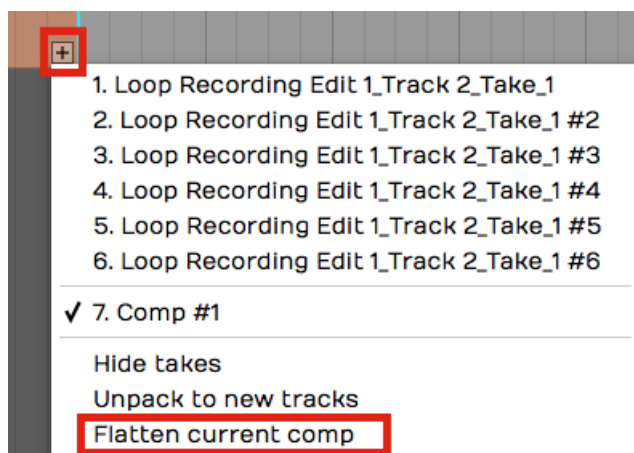 1. Loop Recording Edit 1_Track 2_Take_1
2. Loop Recording Edit 1_Track 2_Take_1 #2
3. Loop Recording Edit 1_Track 2_Take_1 #3
4. Loop Recording Edit 1_Track 2_Take_1 #4
5. Loop Recording Edit 1_Track 2_Take_1 #5
6. Loop Recording Edit 1_Track 2_Take_1 #6
✓ 7. Comp #1
Hide takes
Unpack to new tracks
Flatten current comp